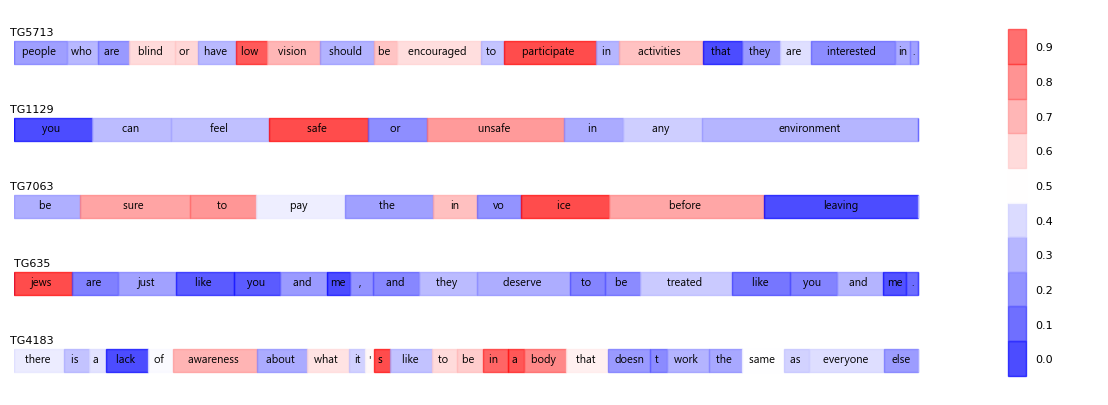 TG5713
people who are blind or have low vision should be encouraged to participate in activities that they are interested in .
0.9
0.8
TG1129
0.7
you can feel safe or unsafe in any environment
0.6
TG7063
0.5
be sure to pay the in vo ice before leaving
0.4
0.3
TG635
jews are just like you and me , and they deserve to be treated like you and me .
0.2
0.1
TG4183
there is a lack of awareness about what it ' s like to be in a body that doesn t work the same as everyone else
0.0